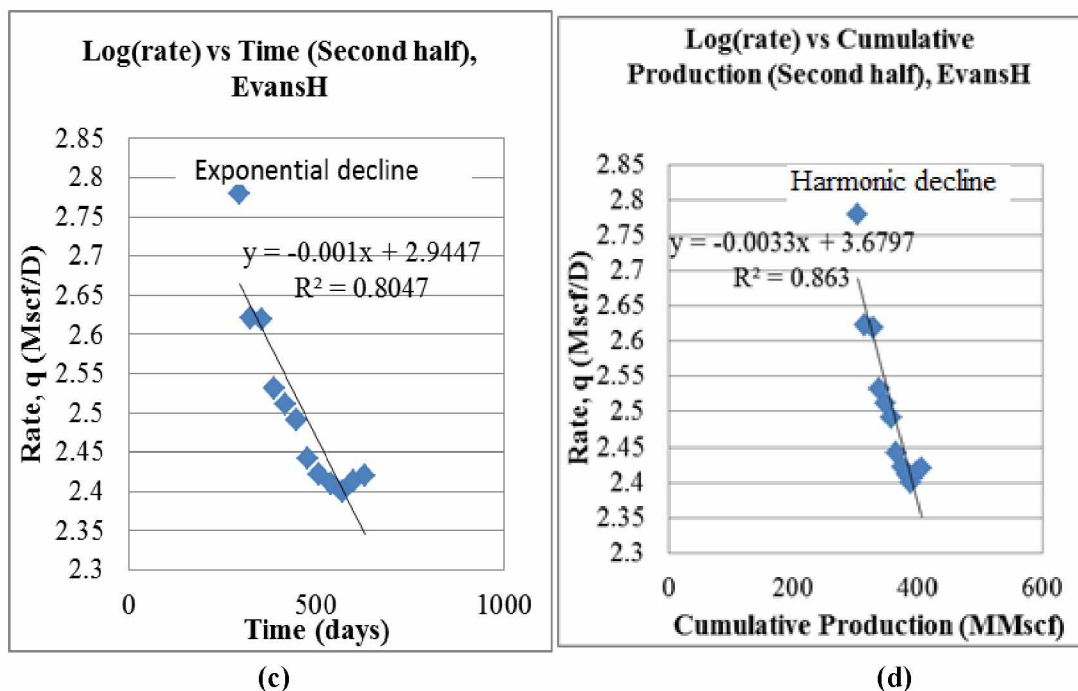 Log(rate) vs Time (Second half),
EvansH
2.85
2.8
2.75
2.7
2.65
2.6
2.55
2.5
2.45
2.4
2.35
2.3
Rate, q (Mscf/D)
Exponential decline
y = -0.001x + 2.9447
R² = 0.8047
0
500
1000
Time (days)
(c)
Log(rate) vs Cumulative
Production (Second half), EvansH
2.85
2.8
2.75
2.7
2.65
2.6
2.55
2.5
2.45
2.4
2.35
2.3
Rate, q (Mscf/D)
Harmonic decline
y = -0.0033x + 3.6797
R² = 0.863
0
200
400
600
Cumulative Production (MMscf)
(d)